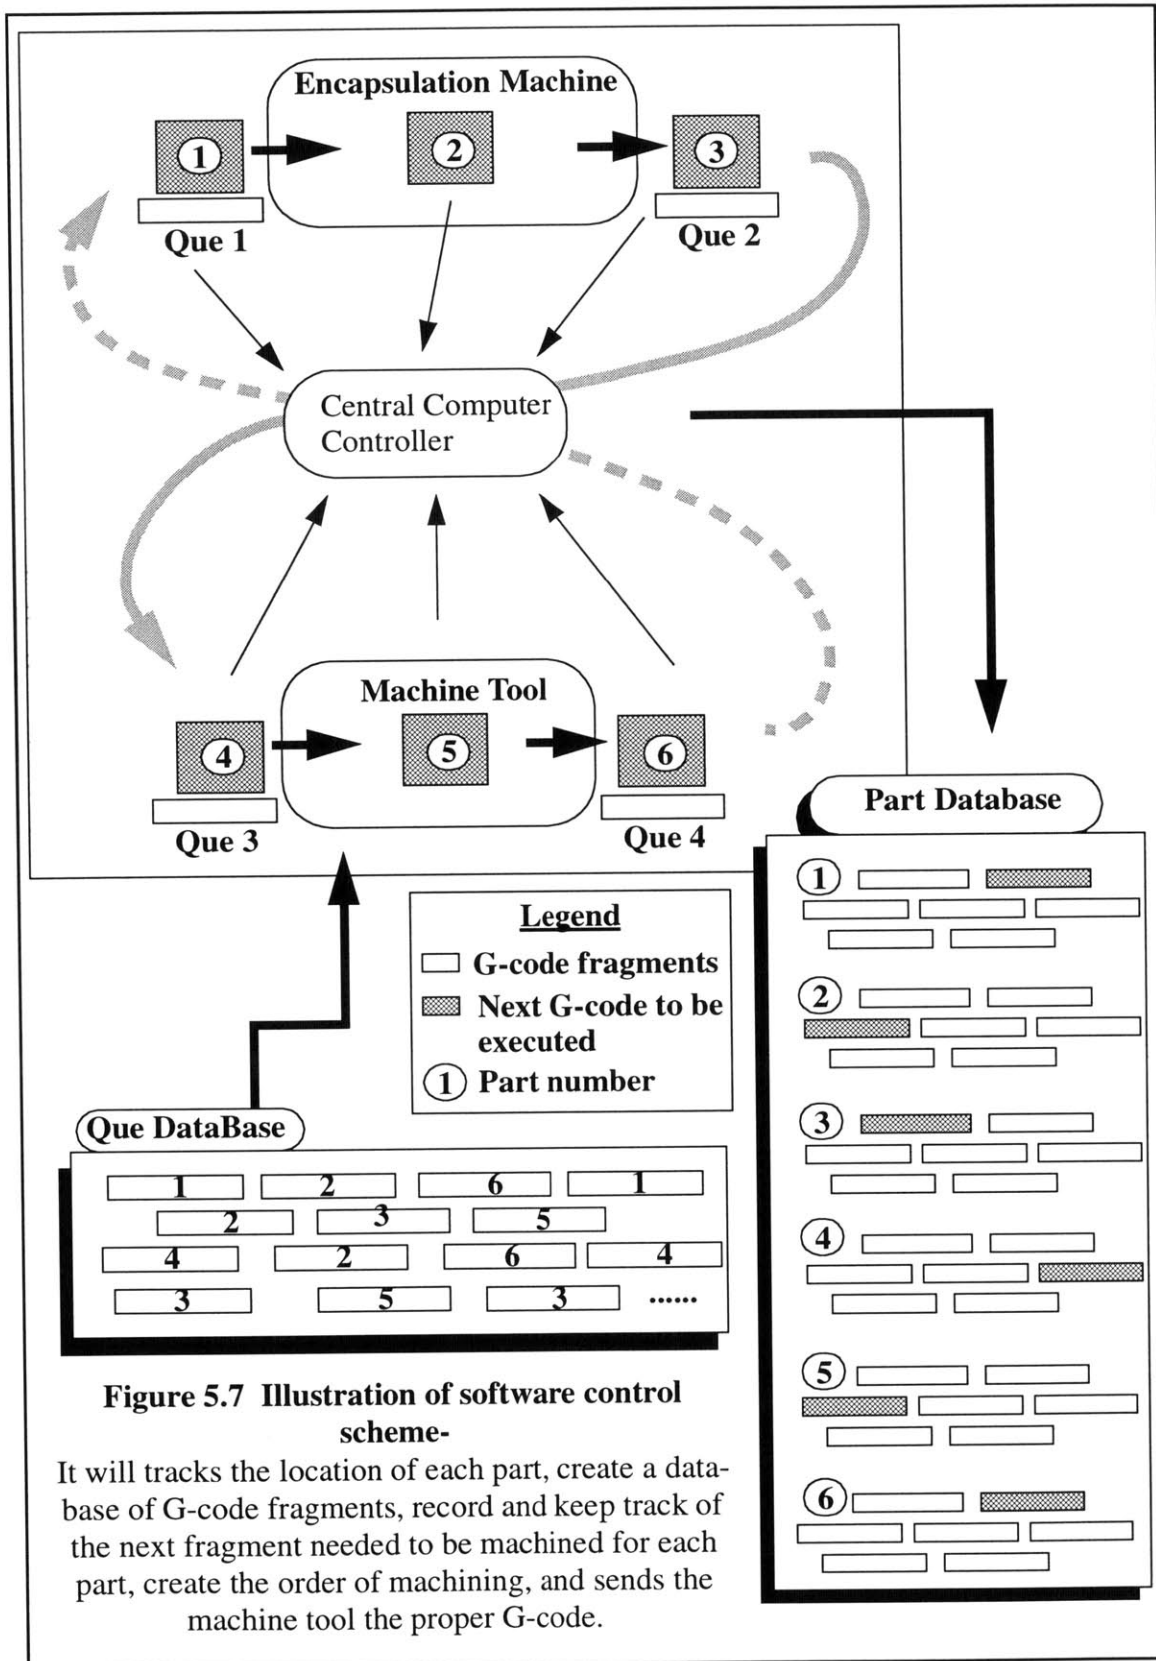 Encapsulation Machine
1
2
3
Que 1
Que 2
Central Computer
Controller
Machine Tool
4
5
6
Que 3
Que 4
Part Database
1
2
3
4
5
6
Legend
G-code fragments
Next G-code to be
executed
1 Part number
Que DataBase
1 2 6 1
2 3 5
4 2 6 4
3 5 3 ......
Figure 5.7 Illustration of software control
scheme-
It will tracks the location of each part, create a data-
base of G-code fragments, record and keep track of
the next fragment needed to be machined for each
part, create the order of machining, and sends the
machine tool the proper G-code.